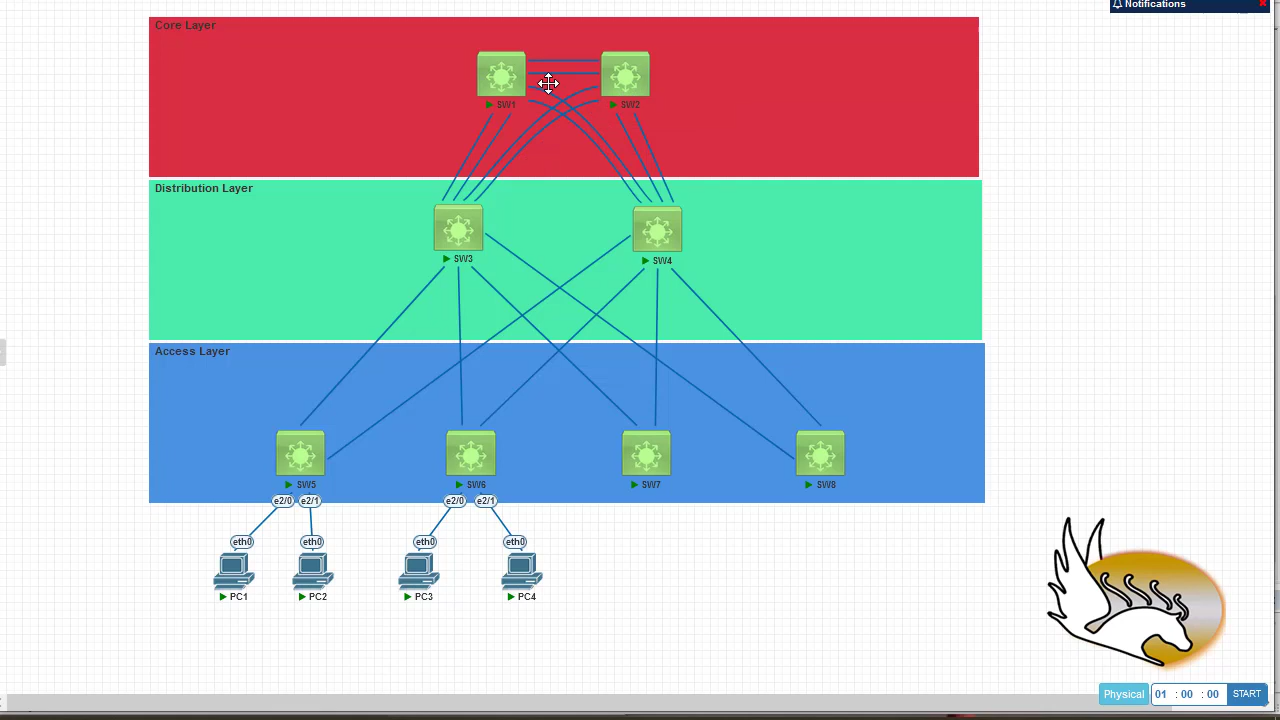 Notifications
Core Layer
SW1
SW2
Distribution Layer
SW3
SW4
Access Layer
SW5
SW6
SW7
SW8
e2/0
e2/1
e2/0
e2/1
eth0
eth0
eth0
eth0
PC1
PC2
PC3
PC4
Physical
01 : 00 : 00
START